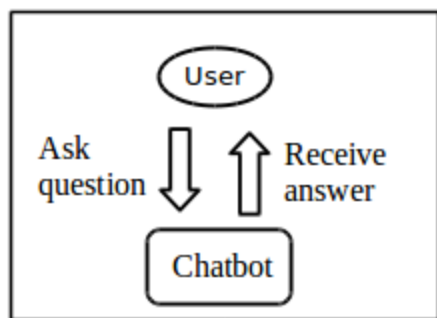 User
Ask
question
Receive
answer
Chatbot